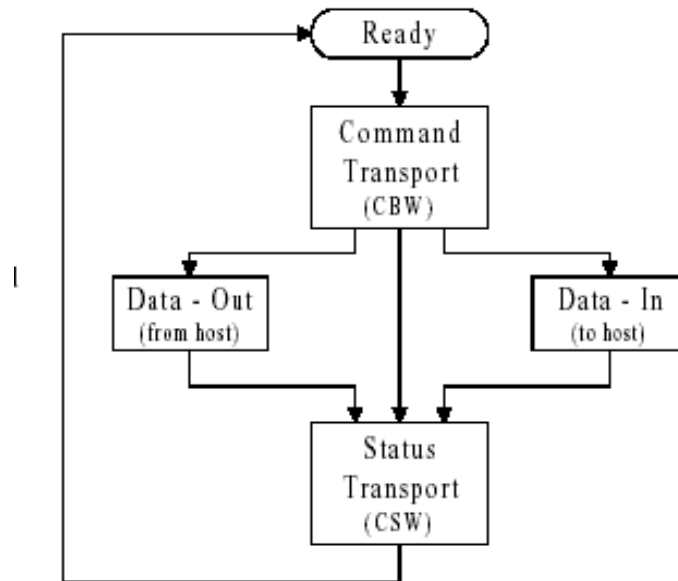 Ready
Command
Transport
(CBW)
Data - Out
(from host)
Data - In
(to host)
Status
Transport
(CSW)